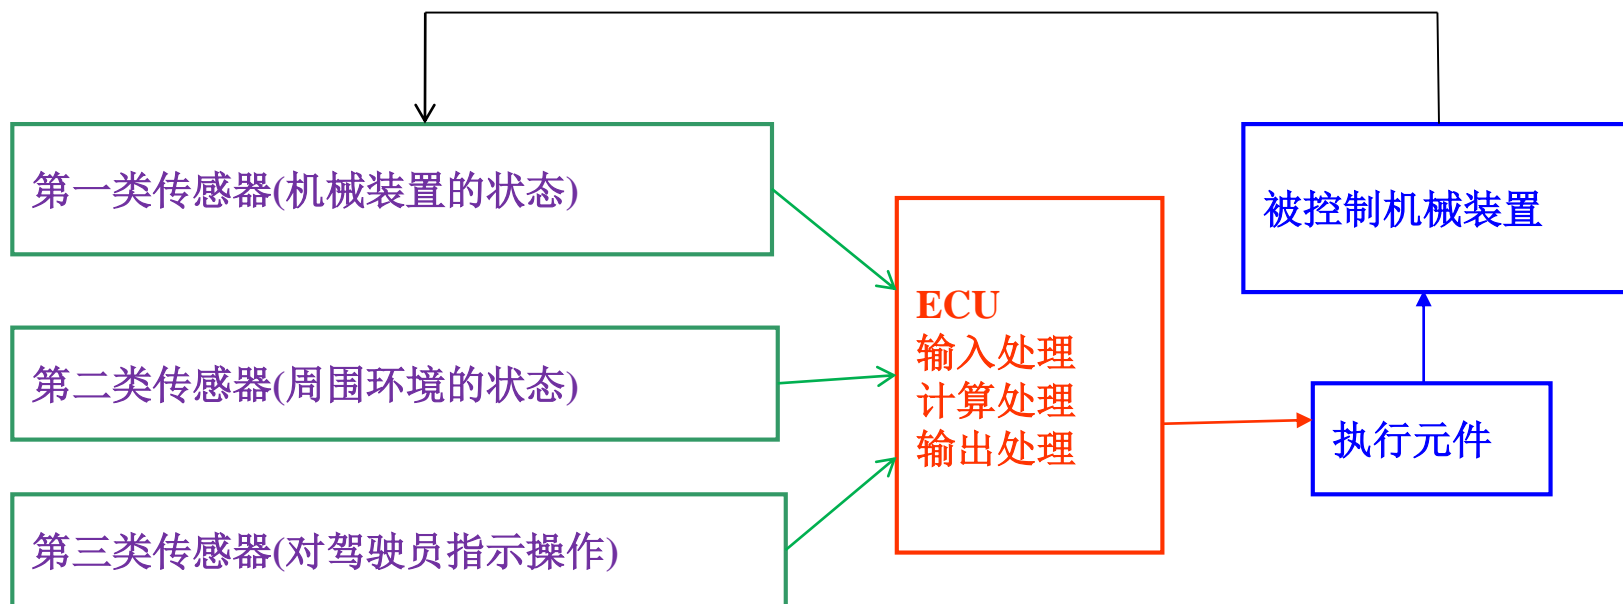 第一类传感器(机械装置的状态)
第二类传感器(周围环境的状态)
第三类传感器(对驾驶员指示操作)
ECU
输入处理
计算处理
输出处理
被控制机械装置
执行元件